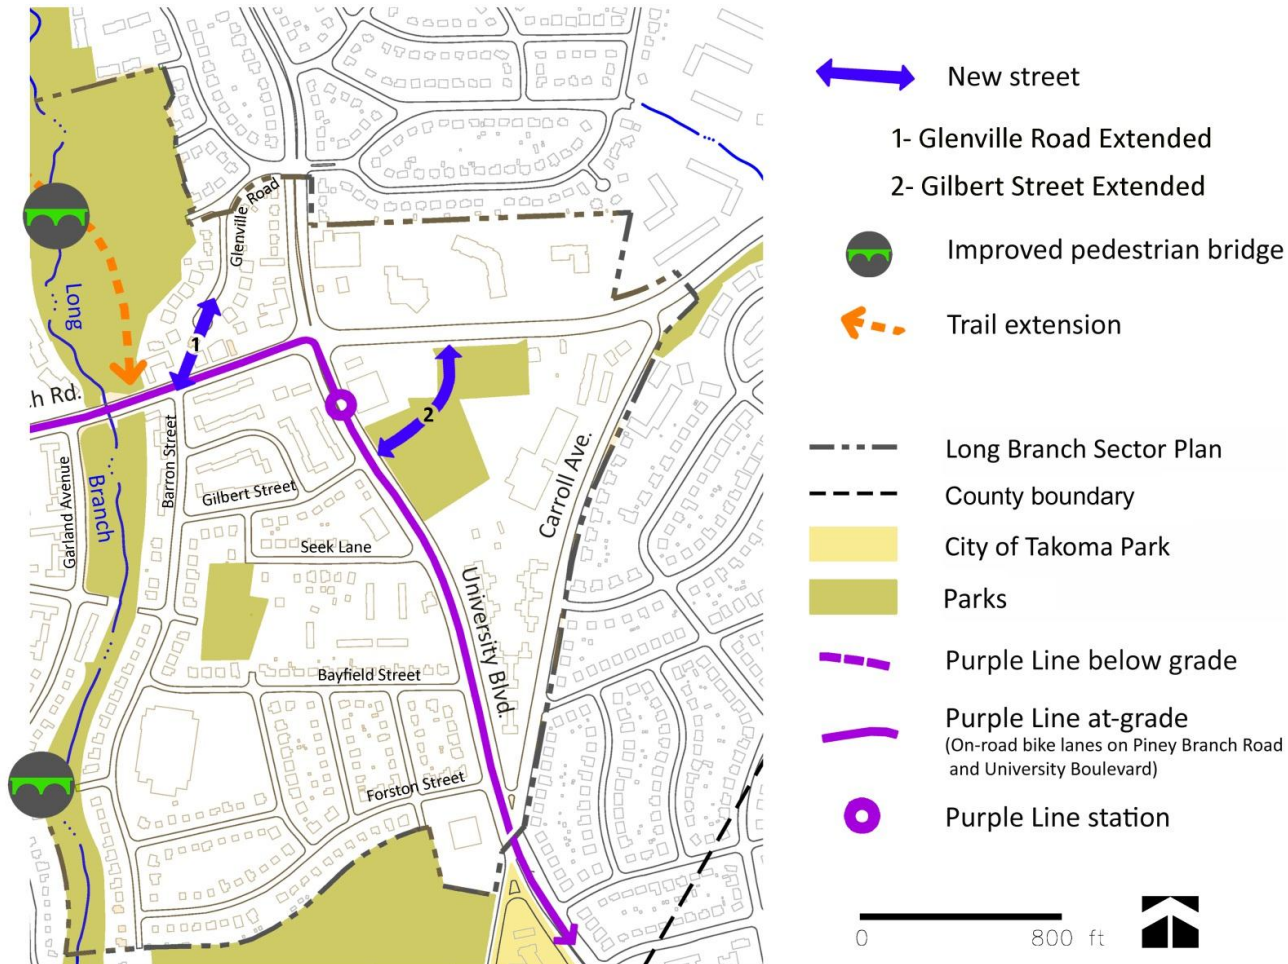 Glenville Road
1
Long
h Rd.
2
Barron Street
Garland Avenue
Branch
Gilbert Street
Carroll Ave.
Seek Lane
University Blvd.
Bayfield Street
Forston Street
New street
1- Glenville Road Extended
2- Gilbert Street Extended
Improved pedestrian bridge
Trail extension
Long Branch Sector Plan
County boundary
City of Takoma Park
Parks
Purple Line below grade
Purple Line at-grade
(On-road bike lanes on Piney Branch Road
and University Boulevard)
Purple Line station
0 800 ft